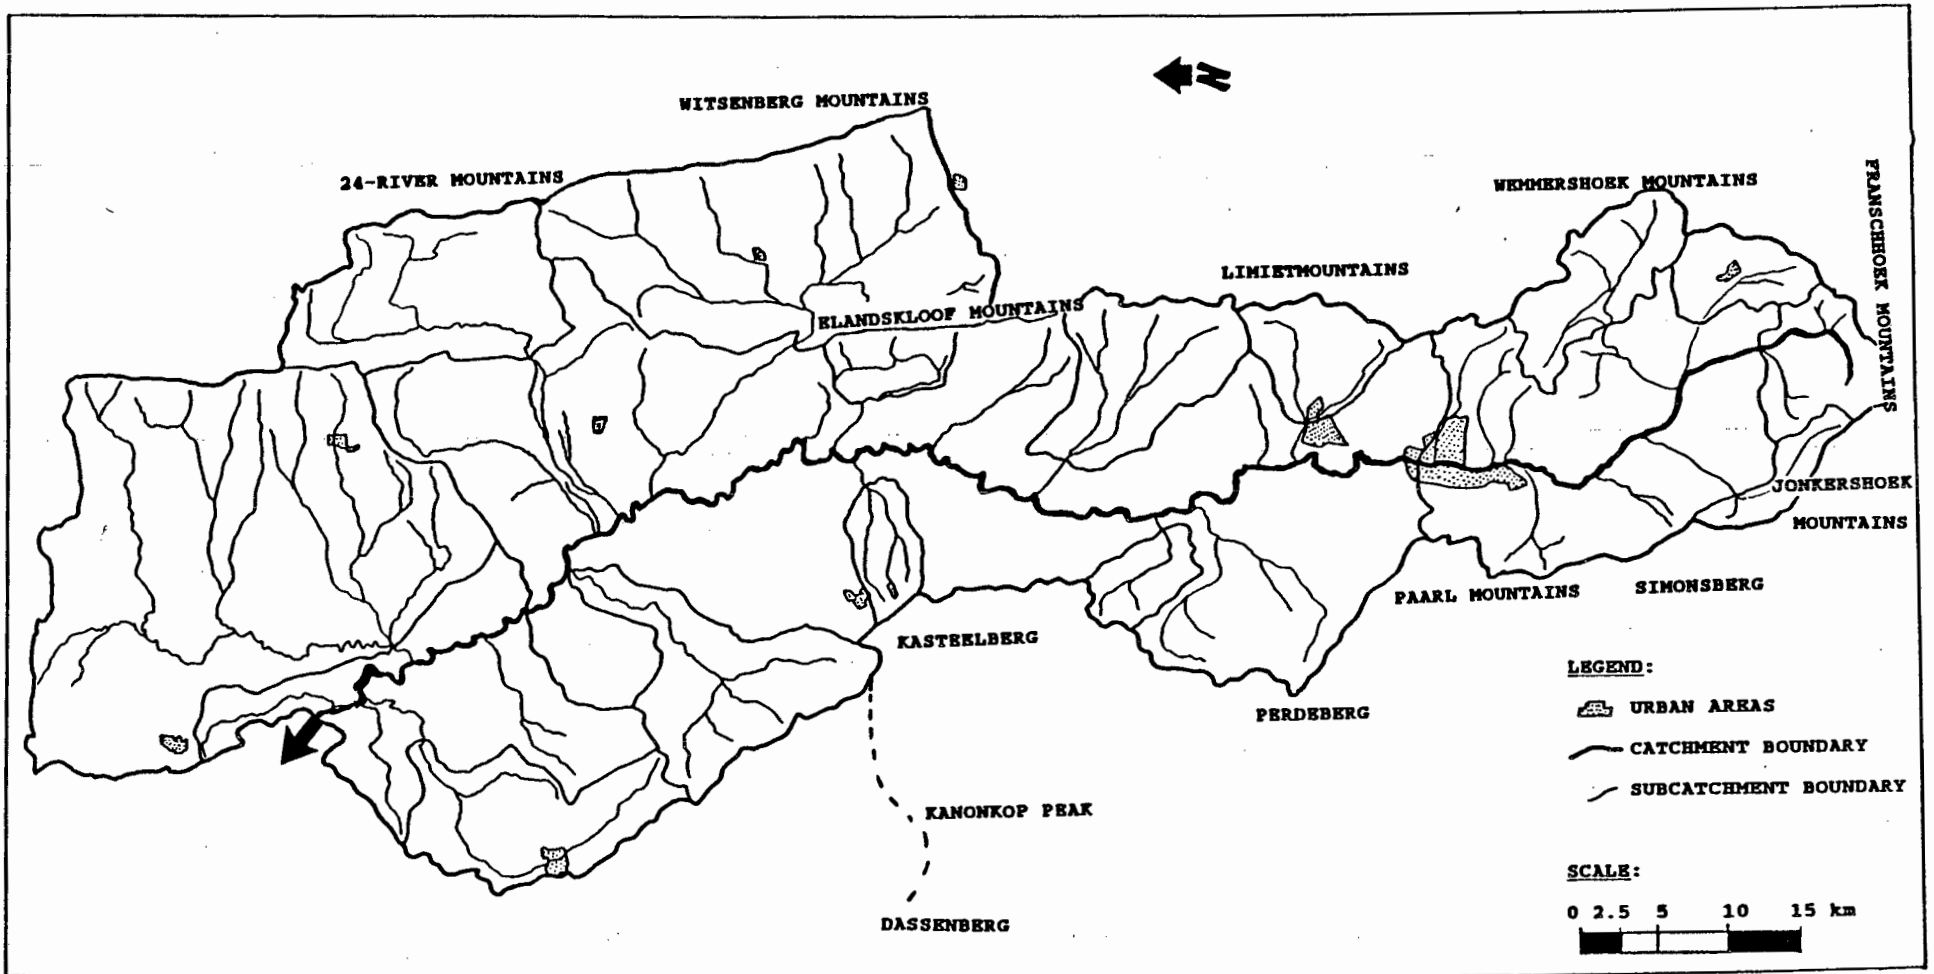 N
WITSENBERG MOUNTAINS
24-RIVER MOUNTAINS
WEMMERSHOEK MOUNTAINS
FRANSCHHOEK MOUNTAINS
LIMIETMOUNTAINS
ELANDSKLOOF MOUNTAINS
JONKERSHOEK
MOUNTAINS
PAARL MOUNTAINS
SIMONSBERG
KASTEELBERG
PERDEBERG
KANONKOP PEAK
DASSENBERG
LEGEND:
URBAN AREAS
CATCHMENT BOUNDARY
SUBCATCHMENT BOUNDARY
SCALE:
0 2.5 5 10 15 km